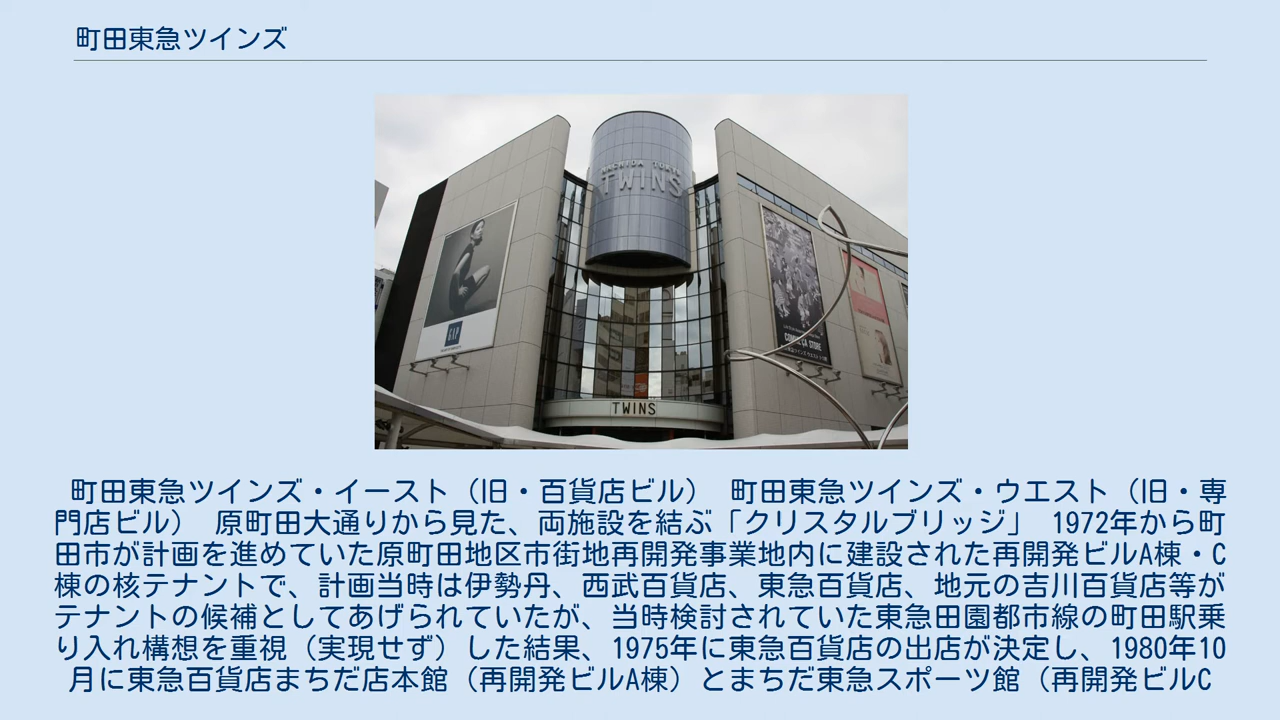 町田東急ツインズ
MACHIDA TOKYU
TWINS
GAP
COMME ÇA STORE
TWINS
町田東急ツインズ・イースト（旧・百貨店ビル） 町田東急ツインズ・ウエスト（旧・専
門店ビル） 原町田大通りから見た、両施設を結ぶ「クリスタルブリッジ」 1972年から町
田市が計画を進めていた原町田地区市街地再開発事業地内に建設された再開発ビルA棟・C
棟の核テナントで、計画当時は伊勢丹、西武百貨店、東急百貨店、地元の吉川百貨店等が
テナントの候補としてあげられていたが、当時検討されていた東急田園都市線の町田駅乗
り入れ構想を重視（実現せず）した結果、1975年に東急百貨店の出店が決定し、1980年10
月に東急百貨店まちだ店本館（再開発ビルA棟）とまちだ東急スポーツ館（再開発ビルC